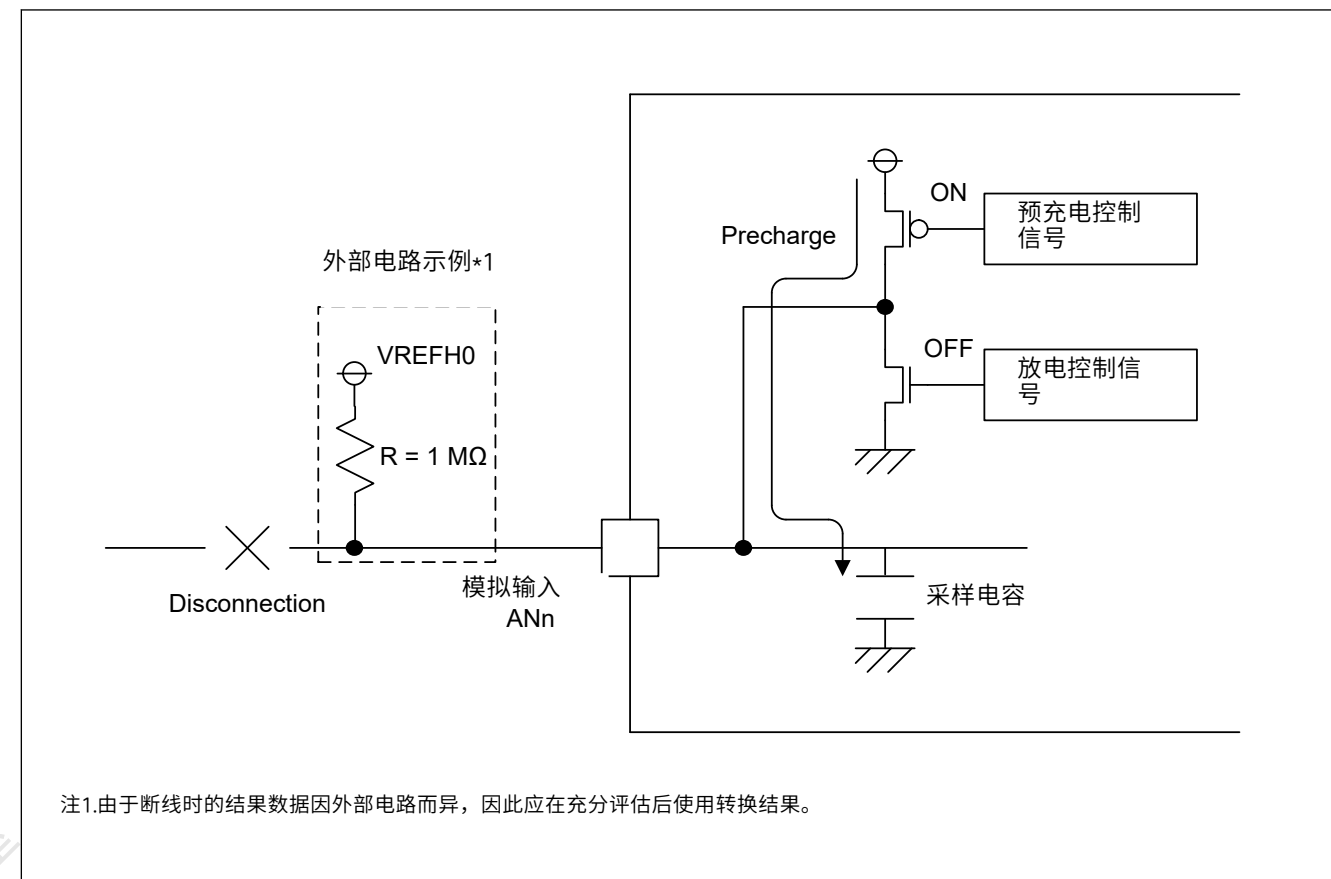 ON
预充电控制
信号
Precharge
外部电路示例*1
VREFH0
OFF
放电控制信
号
R = 1 MΩ
Disconnection
模拟输入
ANn
采样电容
注1.由于断线时的结果数据因外部电路而异，因此应在充分评估后使用转换结果。